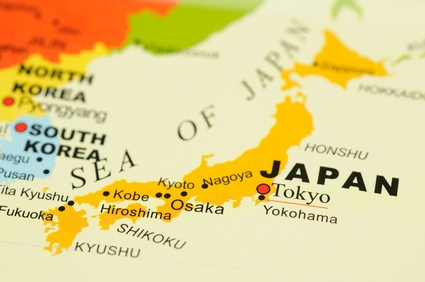 NORTH
KOREA
Pyongyang
SOUTH
KOREA
Pusan
SEA OF JAPAN
Sapporo
HOKKAIDO
HONSHU
JAPAN
Tokyo
Yokohama
Nagoya
Kyoto
Kobe
Osaka
Hiroshima
Kita Kyushu
Fukuoka
SHIKOKU
KYUSHU